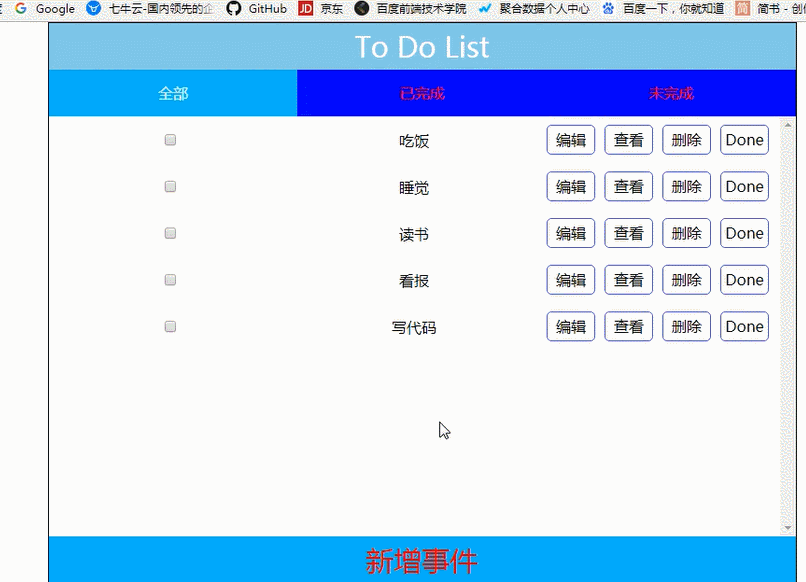 Google 七牛云-国内领先的企 GitHub JD 京东 百度前端技术学院 聚合数据个人中心 百度一下，你就知道 简 简书 - 创
To Do List
全部 已完成 未完成
吃饭 编辑 查看 删除 Done
睡觉 编辑 查看 删除 Done
读书 编辑 查看 删除 Done
看报 编辑 查看 删除 Done
写代码 编辑 查看 删除 Done
新增事件